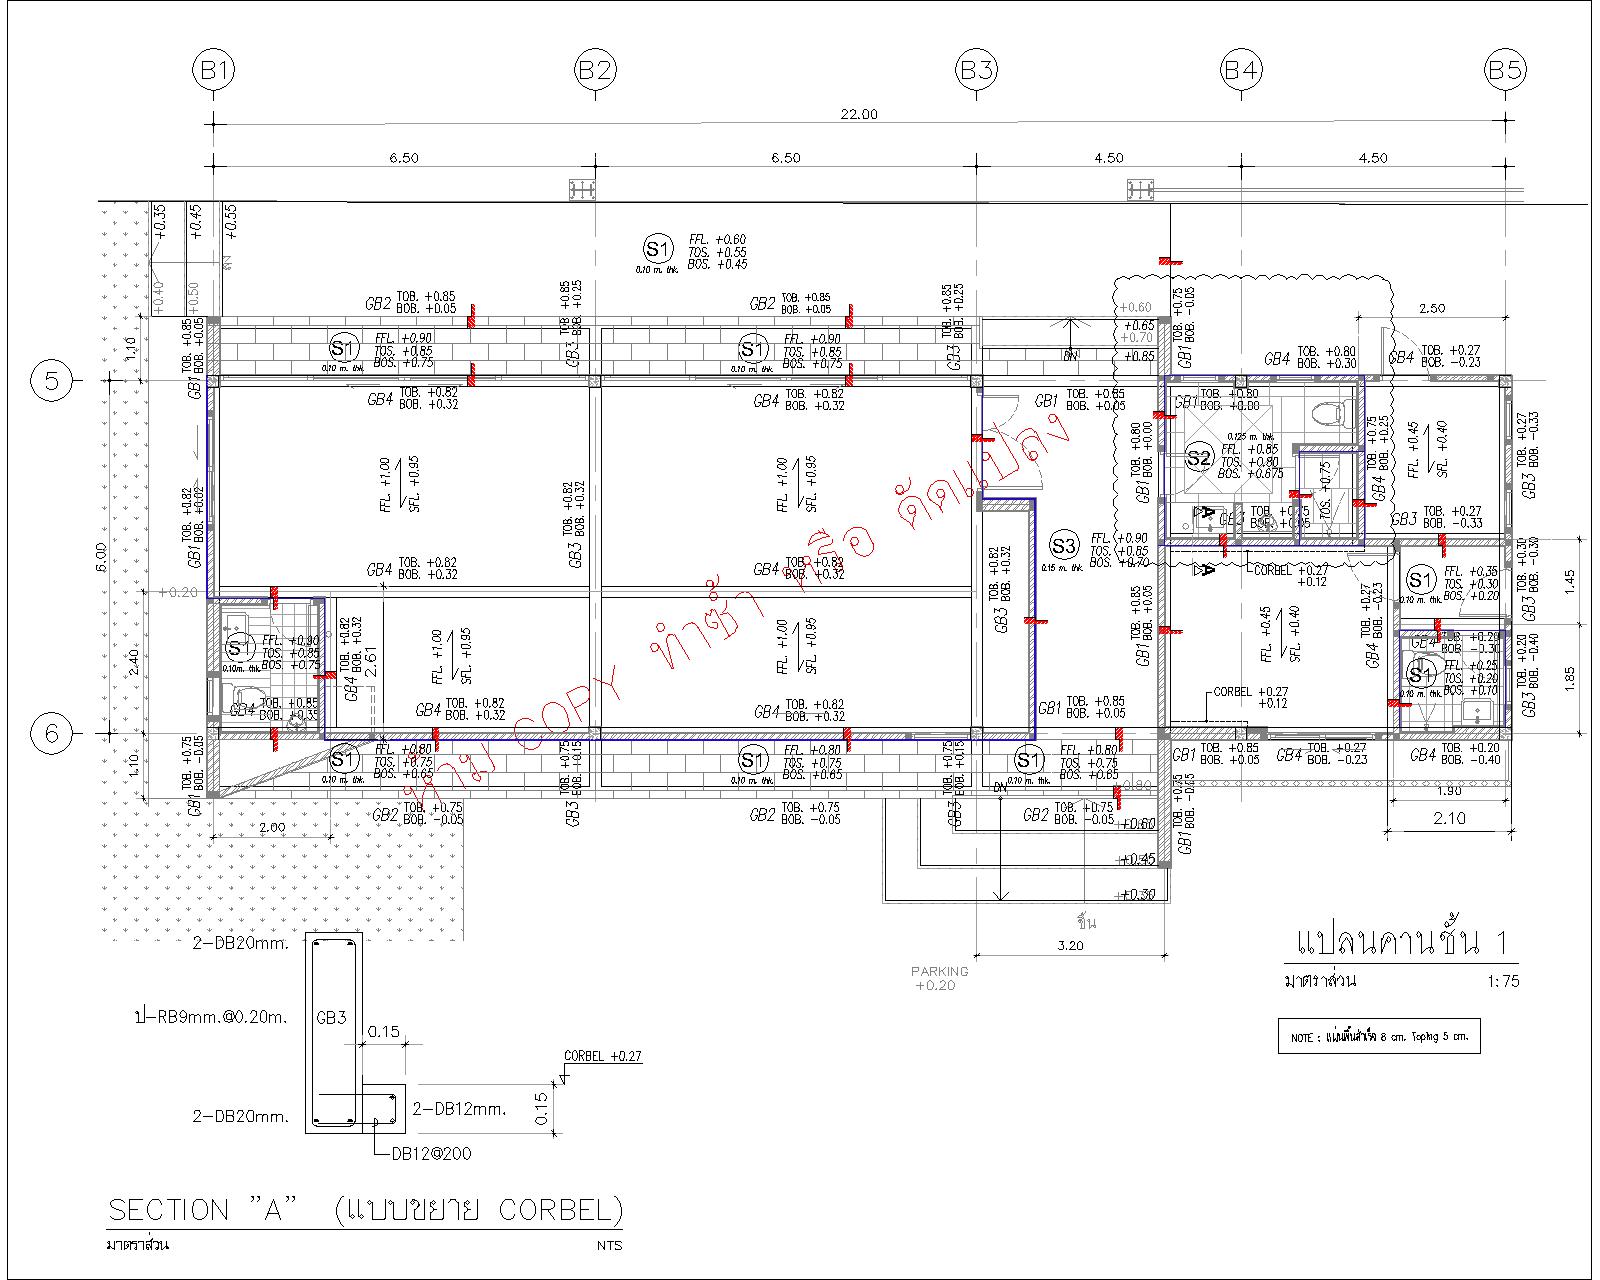 B1
B2
B3
B4
B5
22.00
6.50
6.50
4.50
4.50
+0.35
+0.45
+0.55
+0.40
+0.50
S1
FFL. +0.60
TOS. +0.55
BOS. +0.45
0.10 m. thk.
GB2 TOB. +0.85
BOB. +0.05
TOB. +0.85
BOB. +0.25
GB3
GB2 TOB. +0.85
BOB. +0.05
TOB. +0.85
BOB. +0.25
GB3
+0.60
+0.65
+0.70
+0.85
DN
TOB. +0.75
BOB. -0.05
GB1
2.50
1.10
TOB. +0.85
BOB. +0.05
GB1
S1
FFL. +0.90
TOS. +0.85
BOS. +0.75
0.10 m. thk.
S1
FFL. +0.90
TOS. +0.85
BOS. +0.75
0.10 m. thk.
GB4 TOB. +0.80
BOB. +0.30
GB4 TOB. +0.27
BOB. -0.23
5
GB4 TOB. +0.82
BOB. +0.32
GB4 TOB. +0.82
BOB. +0.32
GB1
TOB. +0.85
BOB. +0.05
GB1 TOB. +0.80
BOB. +0.00
FFL. +1.00
SFL. +0.95
FFL. +1.00
SFL. +0.95
TOB. +0.82
BOB. +0.32
GB3
TOB. +0.80
BOB. +0.00
GB1
S2
0.125 m. thk.
FFL. +0.85
TOS. +0.80
BOS. +0.675
TOS. +0.75
TOB. +0.75
BOB. +0.25
GB4
FFL. +0.45
SFL. +0.40
TOB. +0.27
BOB. -0.33
GB3
GB1 TOB. +0.82
BOB. +0.02
A
GB3 TOB. +0.75
BOB. +0.05
GB3 TOB. +0.27
BOB. -0.33
6.00
GB4 TOB. +0.82
BOB. +0.32
GB4 TOB. +0.82
BOB. +0.32
TOB. +0.82
BOB. +0.32
GB3
S3
FFL. +0.90
TOS. +0.85
BOS. +0.70
0.15 m. thk.
A
CORBEL +0.27
+0.12
S1
FFL. +0.35
TOS. +0.30
BOS. +0.20
0.10 m. thk.
TOB. +0.30
BOB. -0.30
GB3
1.45
+0.20
2.40
S1
FFL. +0.90
TOS. +0.85
BOS. +0.75
0.10m. thk.
GB4 TOB. +0.85
BOB. +0.35
TOB. +0.82
BOB. +0.32
GB4
2.61
FFL. +1.00
SFL. +0.95
FFL. +1.00
SFL. +0.95
TOB. +0.85
BOB. +0.05
GB1
FFL. +0.45
SFL. +0.40
TOB. +0.27
BOB. -0.23
GB4
GB4 TOB. +0.20
BOB. -0.30
S1
FFL. +0.25
TOS. +0.20
BOS. +0.10
0.10 m. thk.
TOB. +0.20
BOB. -0.40
GB3
1.85
GB4 TOB. +0.82
BOB. +0.32
GB4 TOB. +0.82
BOB. +0.32
GB1 TOB. +0.85
BOB. +0.05
CORBEL +0.27
+0.12
ห้าม COPY ทำซ้ำ หรือ ดัดแปลง
6
1.10
TOB. +0.75
BOB. -0.05
GB1
S1
FFL. +0.80
TOS. +0.75
BOS. +0.65
0.10 m. thk.
TOB. +0.75
BOB. +0.15
GB3
S1
FFL. +0.80
TOS. +0.75
BOS. +0.65
0.10 m. thk.
TOB. +0.75
BOB. +0.15
GB3
S1
FFL. +0.80
TOS. +0.75
BOS. +0.65
0.10 m. thk.
GB1 TOB. +0.85
BOB. +0.05
GB4 TOB. +0.27
BOB. -0.23
GB4 TOB. +0.20
BOB. -0.40
+0.80
DN
1.90
2.10
GB2 TOB. +0.75
BOB. -0.05
GB2 TOB. +0.75
BOB. -0.05
GB2 TOB. +0.75
BOB. -0.05
TOB. +0.75
BOB. -0.05
GB1
2.00
+0.60
+0.45
+0.30
ขึ้น
3.20
PARKING
+0.20
แปลนคานชั้น 1
มาตราส่วน 1:75
NOTE : แผ่นพื้นสำเร็จ 8 cm. Toping 5 cm.
2-DB20mm.
ป-RB9mm.@0.20m.
GB3
0.15
CORBEL +0.27
2-DB20mm.
2-DB12mm.
0.15
DB12@200
SECTION "A" (แบบขยาย CORBEL)
มาตราส่วน NTS